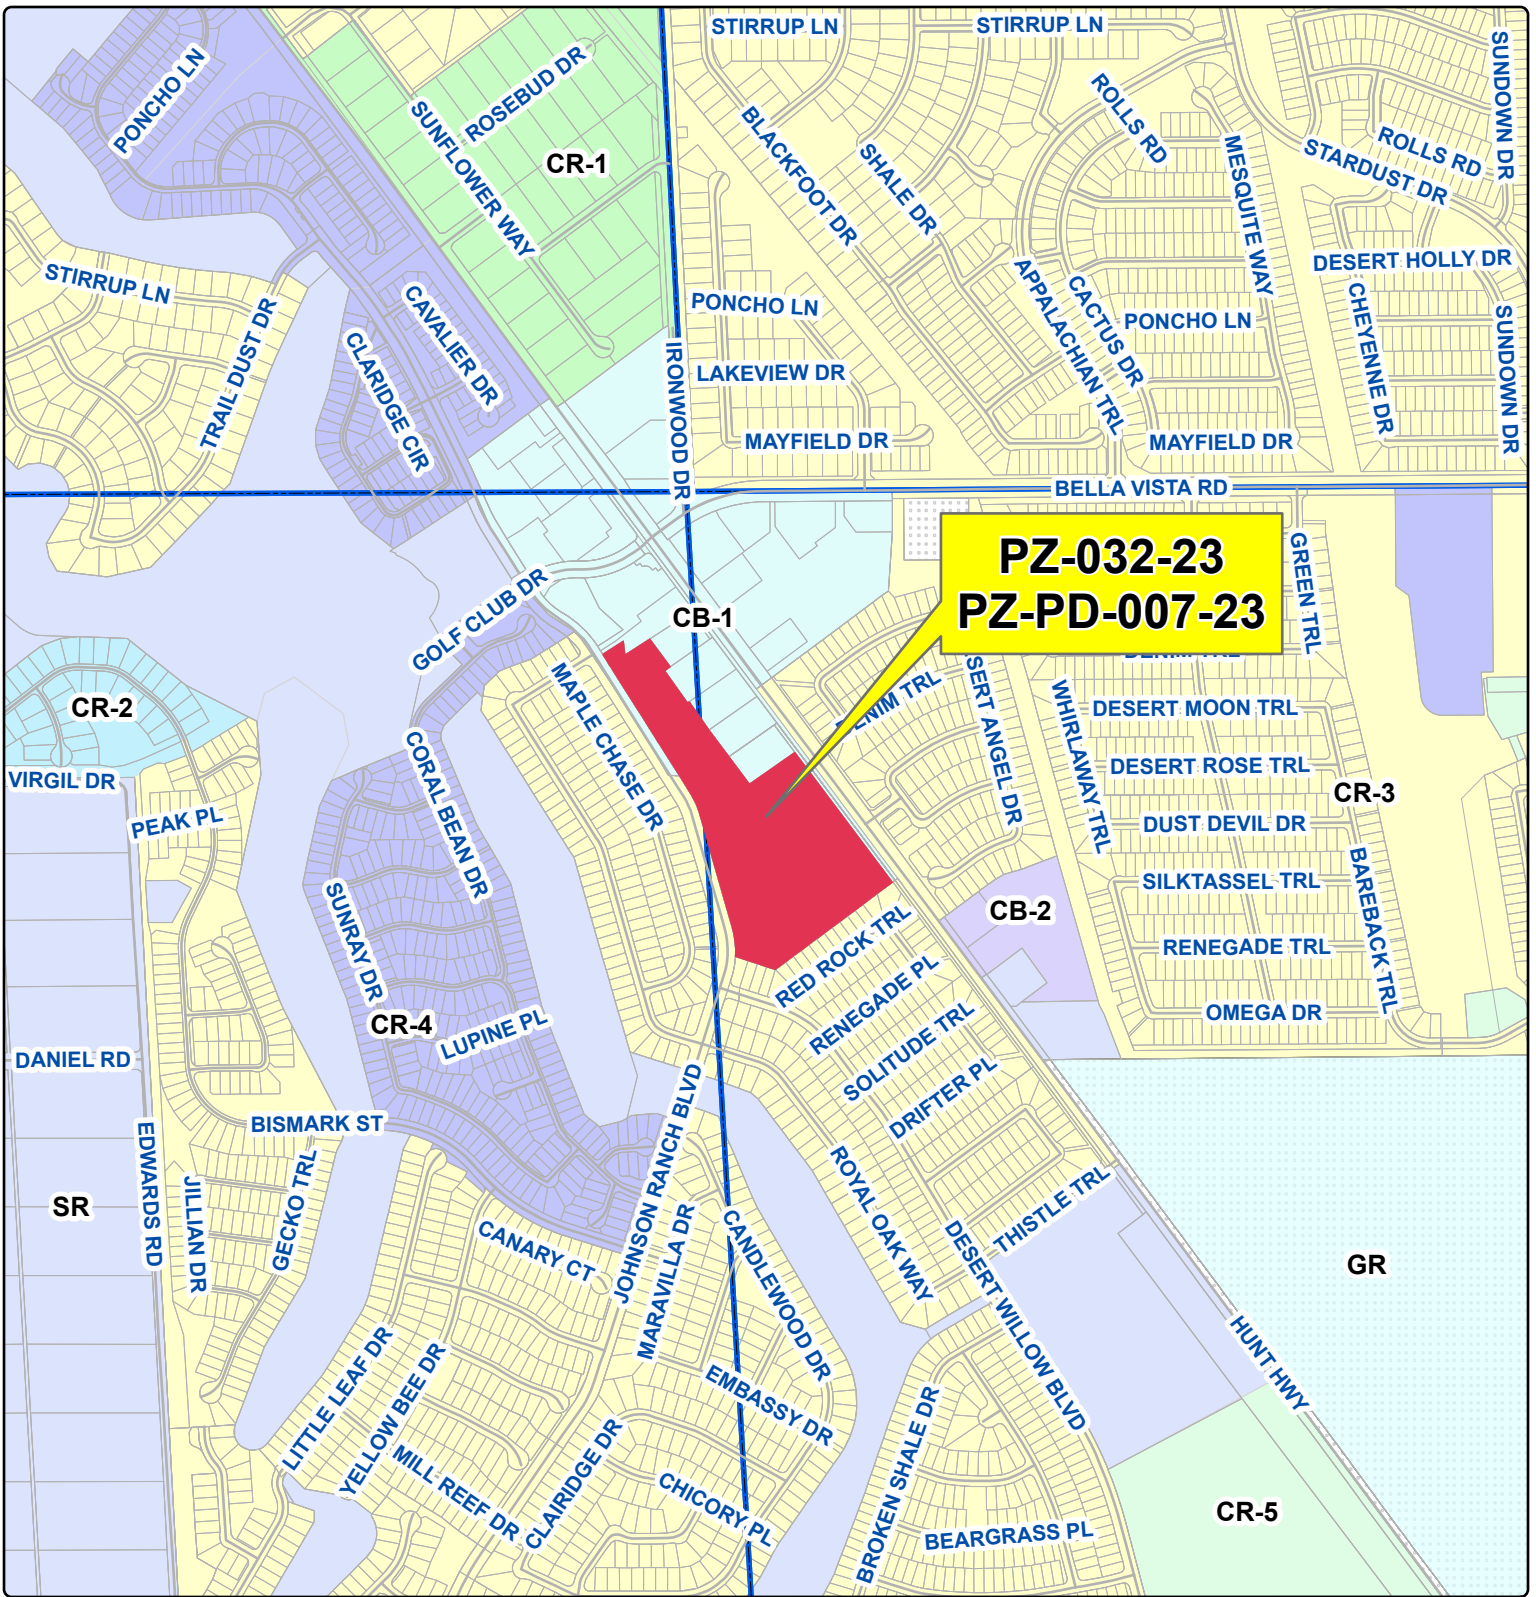 STIRRUP LN
STIRRUP LN
SUNDOWN DR
PONCHO LN
ROSEBUD DR
SUNFLOWER WAY
CR-1
BLACKFOOT DR
SHALE DR
ROLLS RD
MESQUITE WAY
ROLLS RD
STARDUST DR
DESERT HOLLY DR
STIRRUP LN
TRAIL DUST DR
CAVALIER DR
CLARIDGE CIR
IRONWOOD DR
PONCHO LN
APPALACHIAN TRL
CACTUS DR
PONCHO LN
CHEYENNE DR
SUNDOWN DR
LAKEVIEW DR
MAYFIELD DR
MAYFIELD DR
BELLA VISTA RD
PZ-032-23
PZ-PD-007-23
GREEN TRL
GOLF CLUB DR
CB-1
CR-2
MAPLE CHASE DR
SERT ANGEL DR
WHIRLAWAY TRL
DESERT MOON TRL
VIRGIL DR
CORAL BEAN DR
DESERT ROSE TRL
CR-3
PEAK PL
DUST DEVIL DR
SUNRAY DR
SILKTASSEL TRL
BAREBACK TRL
CB-2
RED ROCK TRL
RENEGADE TRL
RENEGADE PL
CR-4
LUPINE PL
SOLITUDE TRL
OMEGA DR
DANIEL RD
DRIFTER PL
JOHNSON RANCH BLVD
BISMARK ST
EDWARDS RD
JILLIAN DR
GECKO TRL
SR
ROYAL OAK WAY
THISTLE TRL
CANARY CT
MARAVILLA DR
CANDLEWOOD DR
DESERT WILLOW BLVD
GR
HUNT HWY
LITTLE LEAF DR
YELLOW BEE DR
EMBASSY DR
BROKEN SHALE DR
MILL REEF DR
CLAIRIDGE DR
CHICORY PL
BEARGRASS PL
CR-5